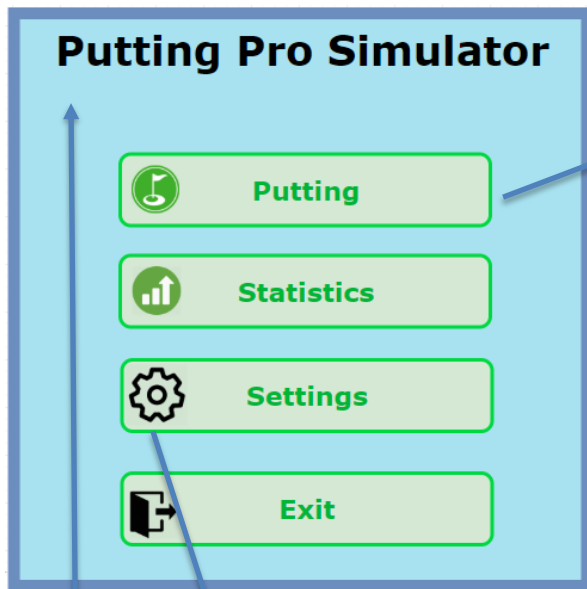 Putting Pro Simulator
Putting
Statistics
Settings
Exit